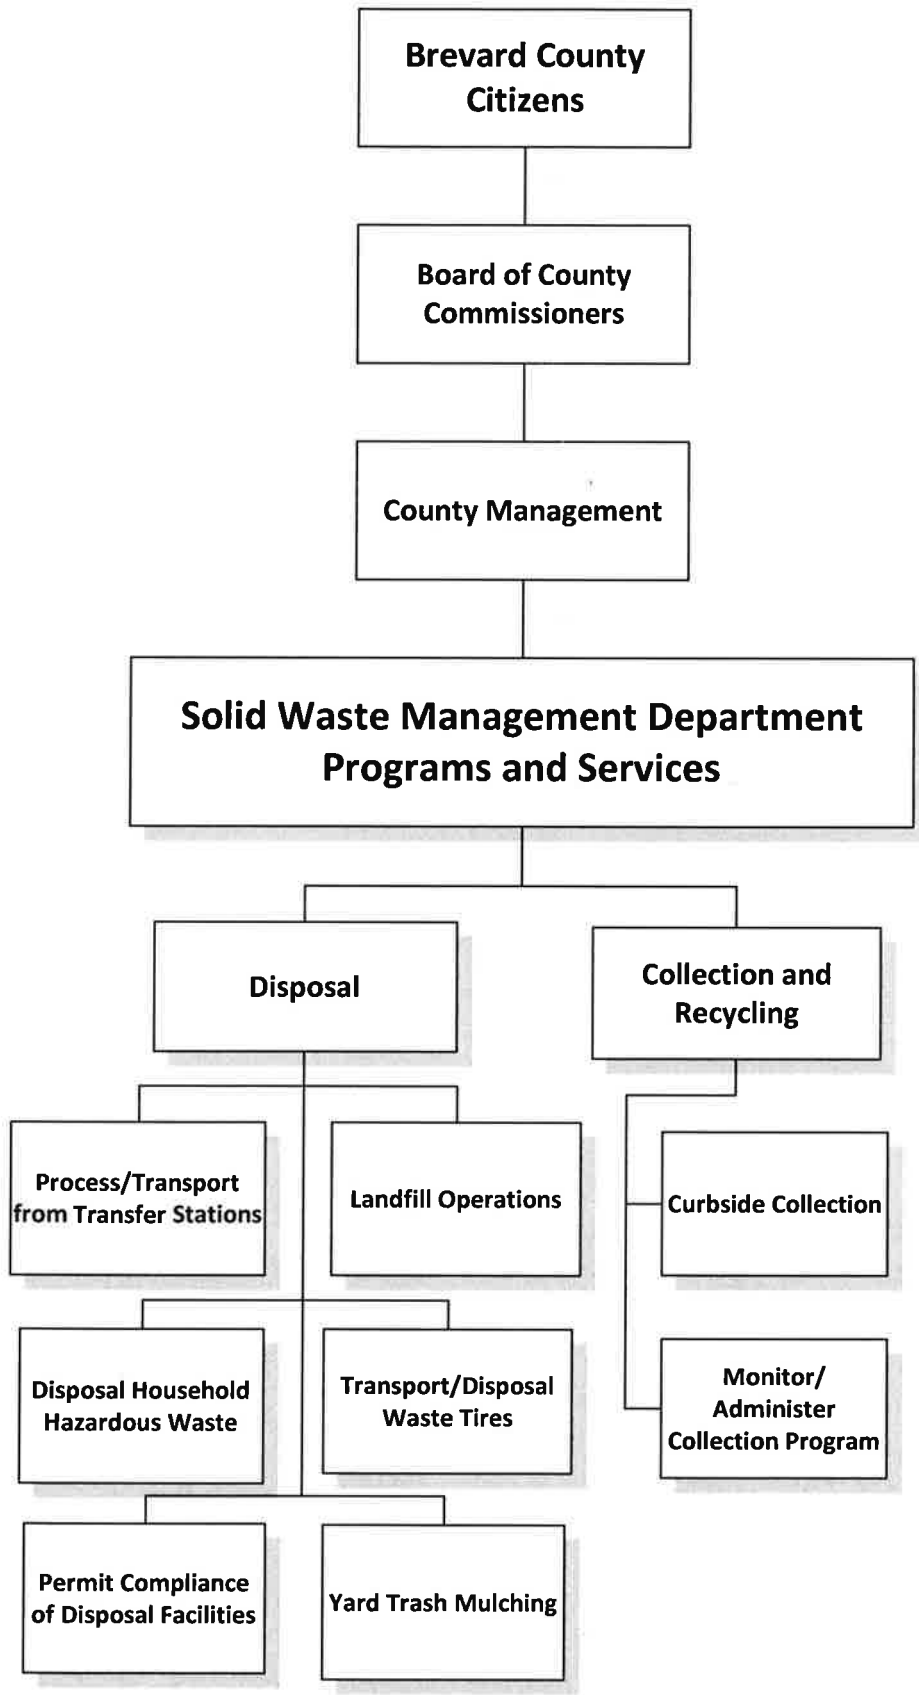 Brevard County
Citizens
Board of County
Commissioners
County Management
Solid Waste Management Department
Programs and Services
Disposal
Collection and
Recycling
Process/Transport
from Transfer Stations
Landfill Operations
Curbside Collection
Disposal Household
Hazardous Waste
Transport/Disposal
Waste Tires
Monitor/
Administer
Collection Program
Permit Compliance
of Disposal Facilities
Yard Trash Mulching